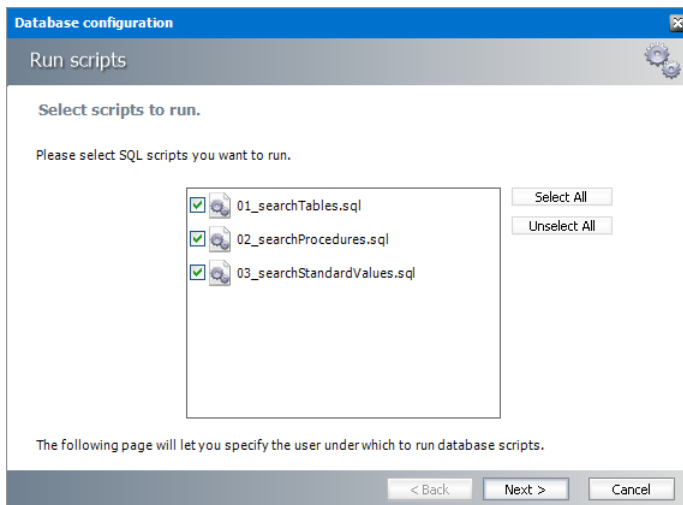 Database configuration
Run scripts
Select scripts to run.
Please select SQL scripts you want to run.
01_searchTables.sql
Select All
02_searchProcedures.sql
Unselect All
03_searchStandardValues.sql
The following page will let you specify the user under which to run database scripts.
< Back
Next >
Cancel